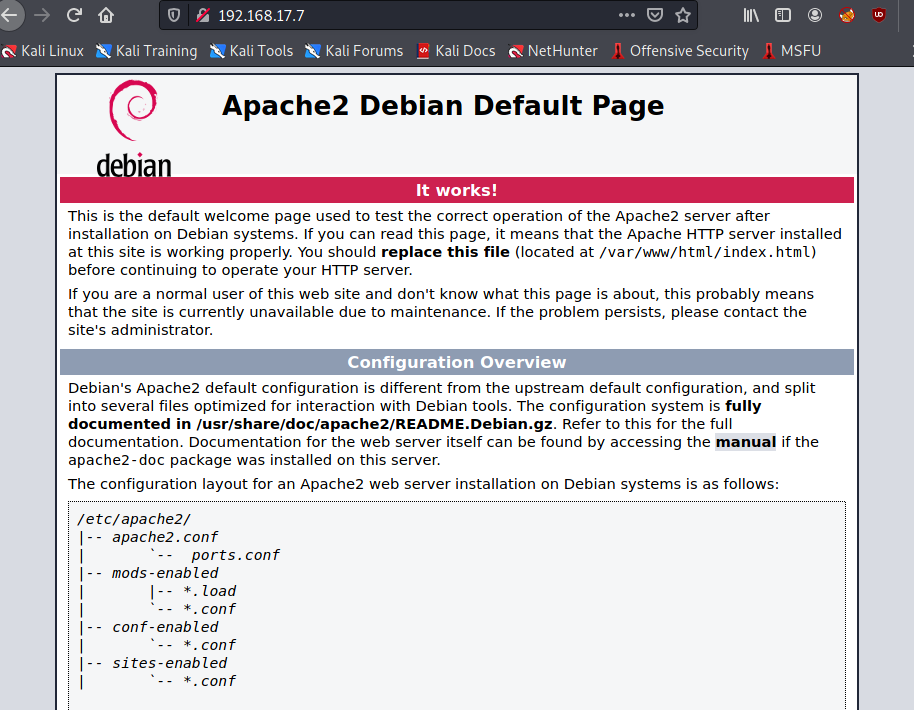 192.168.17.7
Kali Linux Kali Training Kali Tools Kali Forums Kali Docs NetHunter Offensive Security MSFU
debian
Apache2 Debian Default Page
It works!
This is the default welcome page used to test the correct operation of the Apache2 server after
installation on Debian systems. If you can read this page, it means that the Apache HTTP server installed
at this site is working properly. You should replace this file (located at /var/www/html/index.html)
before continuing to operate your HTTP server.
If you are a normal user of this web site and don't know what this page is about, this probably means
that the site is currently unavailable due to maintenance. If the problem persists, please contact the
site's administrator.
Configuration Overview
Debian's Apache2 default configuration is different from the upstream default configuration, and split
into several files optimized for interaction with Debian tools. The configuration system is fully
documented in /usr/share/doc/apache2/README.Debian.gz. Refer to this for the full
documentation. Documentation for the web server itself can be found by accessing the manual if the
apache2-doc package was installed on this server.
The configuration layout for an Apache2 web server installation on Debian systems is as follows:
/etc/apache2/
|-- apache2.conf
|       `--  ports.conf
|-- mods-enabled
|       |-- *.load
|       `-- *.conf
|-- conf-enabled
|       `-- *.conf
|-- sites-enabled
|       `-- *.conf